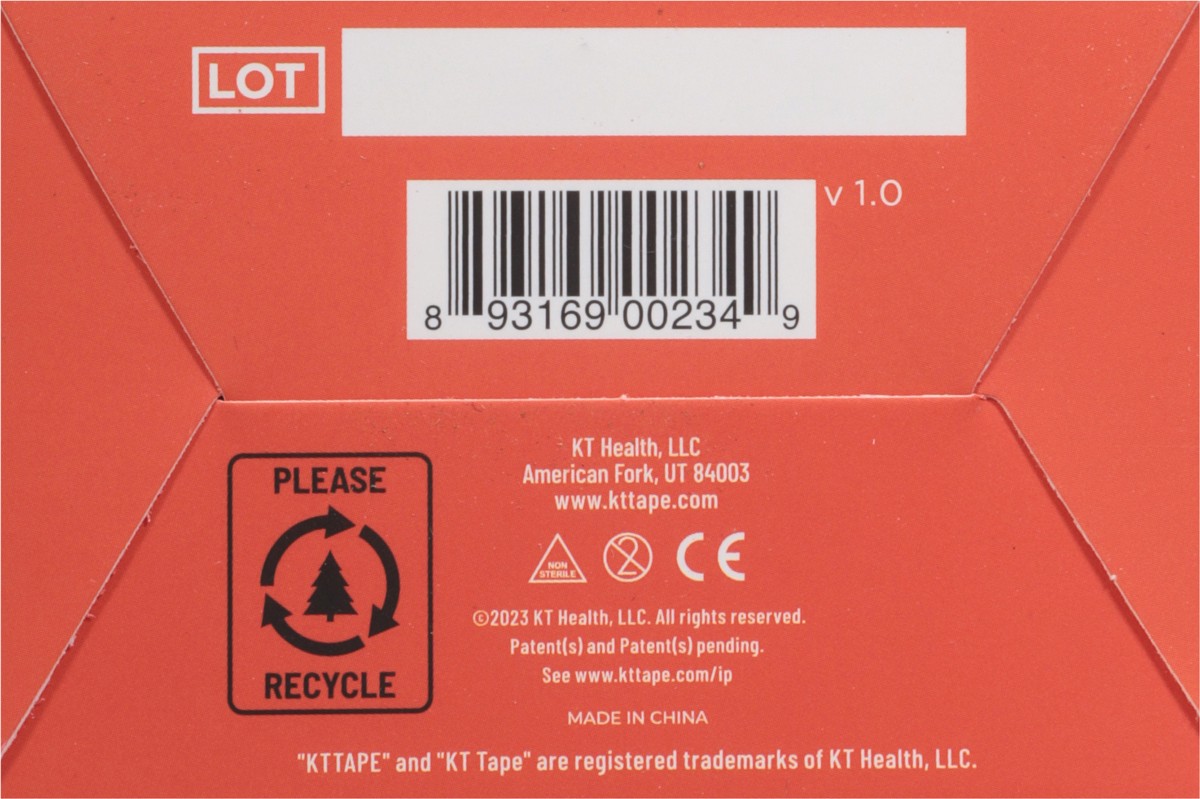 LOT
v 1.0
8 93169 00234 9
KT Health, LLC
American Fork, UT 84003
www.kttape.com
PLEASE
RECYCLE
NON
STERILE
2
CE
©2023 KT Health, LLC. All rights reserved.
Patent(s) and Patent(s) pending.
See www.kttape.com/ip
MADE IN CHINA
"KTTAPE" and "KT Tape" are registered trademarks of KT Health, LLC.